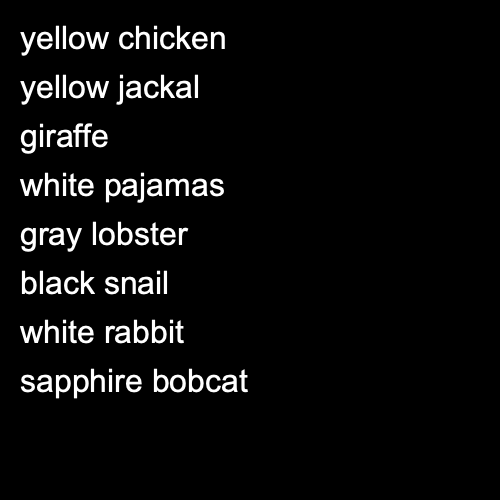 yellow chicken
yellow jackal
giraffe
white pajamas
gray lobster
black snail
white rabbit
sapphire bobcat